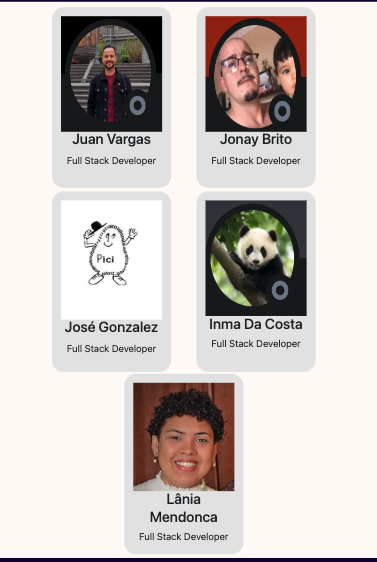 Juan Vargas
Full Stack Developer
Jonay Brito
Full Stack Developer
Pici
José Gonzalez
Full Stack Developer
Inma Da Costa
Full Stack Developer
Lânia
Mendonca
Full Stack Developer